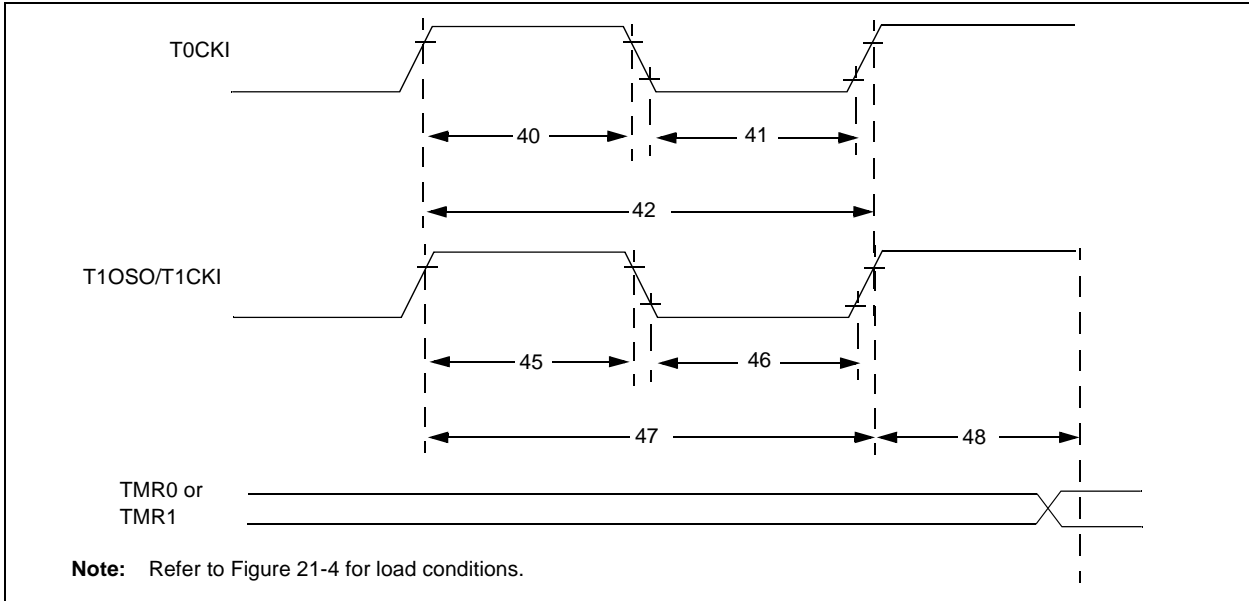 T0CKI
40
41
42
T1OSO/T1CKI
45
46
47
48
TMR0 or
TMR1
Note: Refer to Figure 21-4 for load conditions.